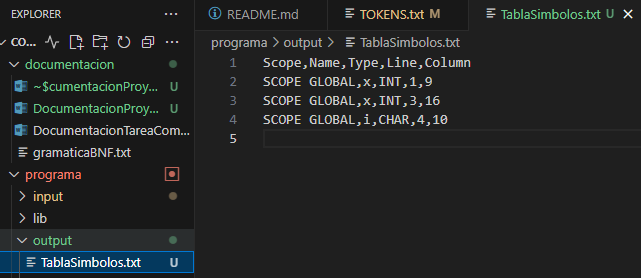 EXPLORER
README.md
TOKENS.txt M
TablaSimbolos.txt U
CO...
documentacion
~$cumentacionProy... U
DocumentacionProy... U
DocumentacionTareaCom...
gramaticaBNF.txt
programa
input
lib
output
TablaSimbolos.txt U
programa > output > TablaSimbolos.txt
1 Scope,Name,Type,Line,Column
2 SCOPE GLOBAL,x,INT,1,9
3 SCOPE GLOBAL,x,INT,3,16
4 SCOPE GLOBAL,i,CHAR,4,10
5